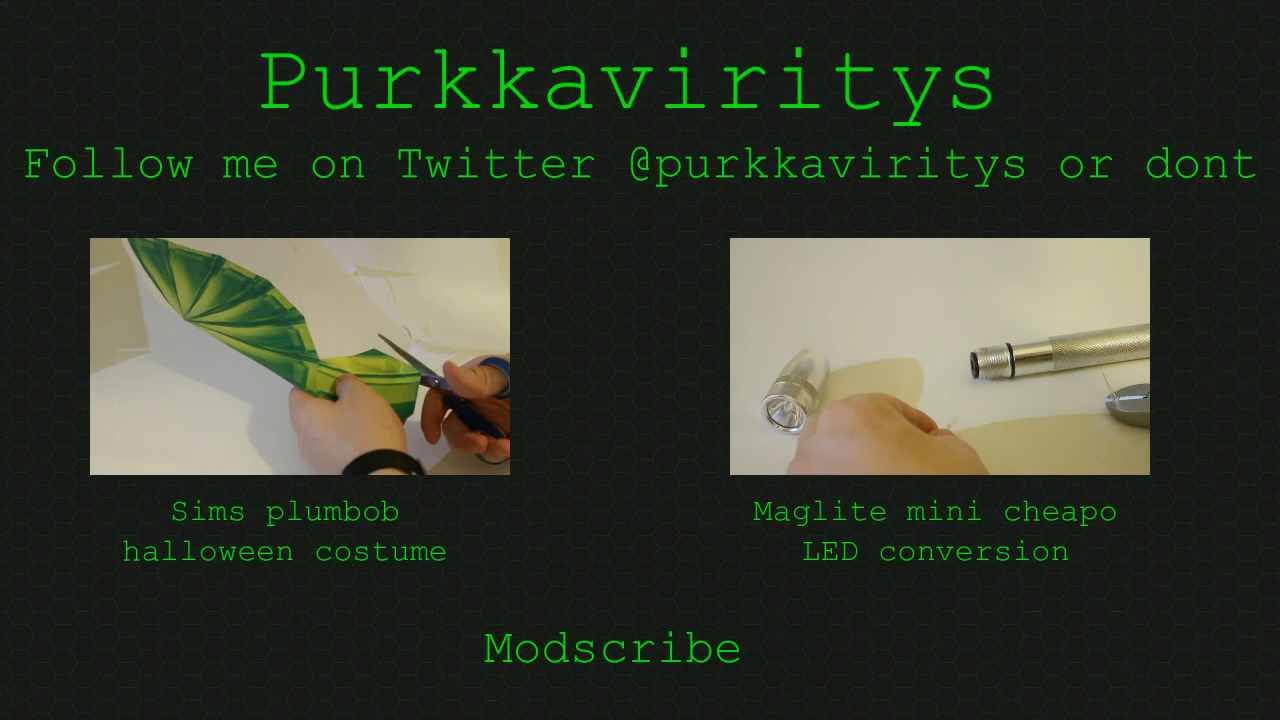 Purkkaviritys
Follow me on Twitter @purkkaviritys or dont
Sims plumbob
halloween costume
Maglite mini cheapo
LED conversion
Modscribe